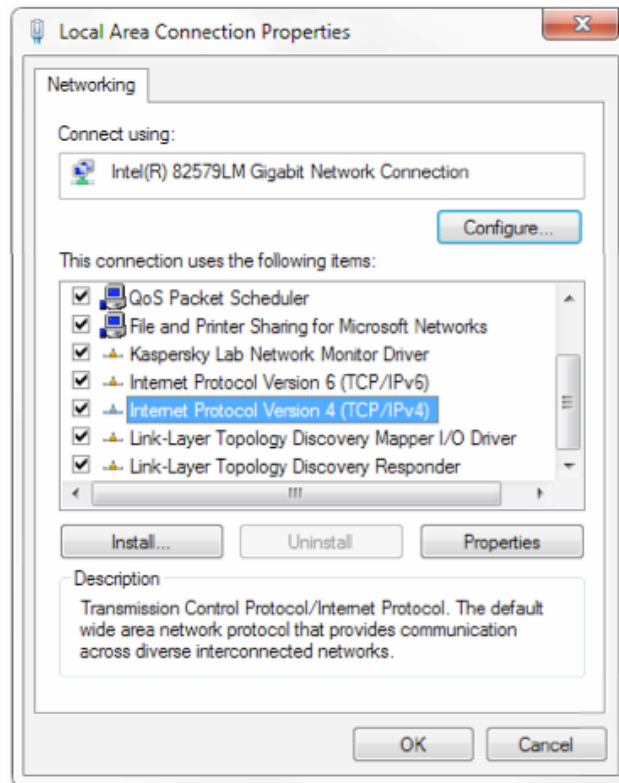 Local Area Connection Properties
Networking
Connect using:
Intel(R) 82579LM Gigabit Network Connection
Configure...
This connection uses the following items:
QoS Packet Scheduler
File and Printer Sharing for Microsoft Networks
Kaspersky Lab Network Monitor Driver
Internet Protocol Version 6 (TCP/IPv6)
Internet Protocol Version 4 (TCP/IPv4)
Link-Layer Topology Discovery Mapper I/O Driver
Link-Layer Topology Discovery Responder
Install...
Uninstall
Properties
Description
Transmission Control Protocol/Internet Protocol. The default
wide area network protocol that provides communication
across diverse interconnected networks.
OK
Cancel